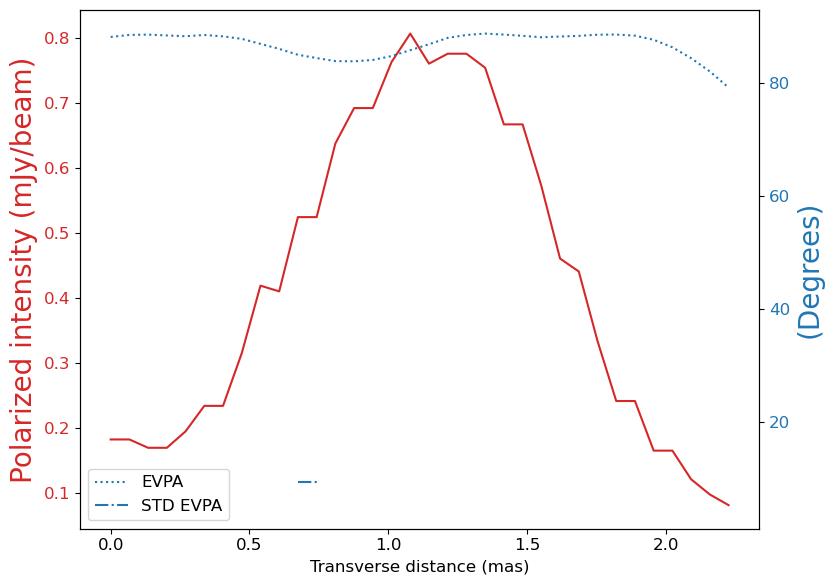 Polarized intensity (mJy/beam)
0.8
0.7
0.6
0.5
0.4
0.3
0.2
0.1
80
60
40
20
(Degrees)
EVPA
STD EVPA
0.0 0.5 1.0 1.5 2.0
Transverse distance (mas)